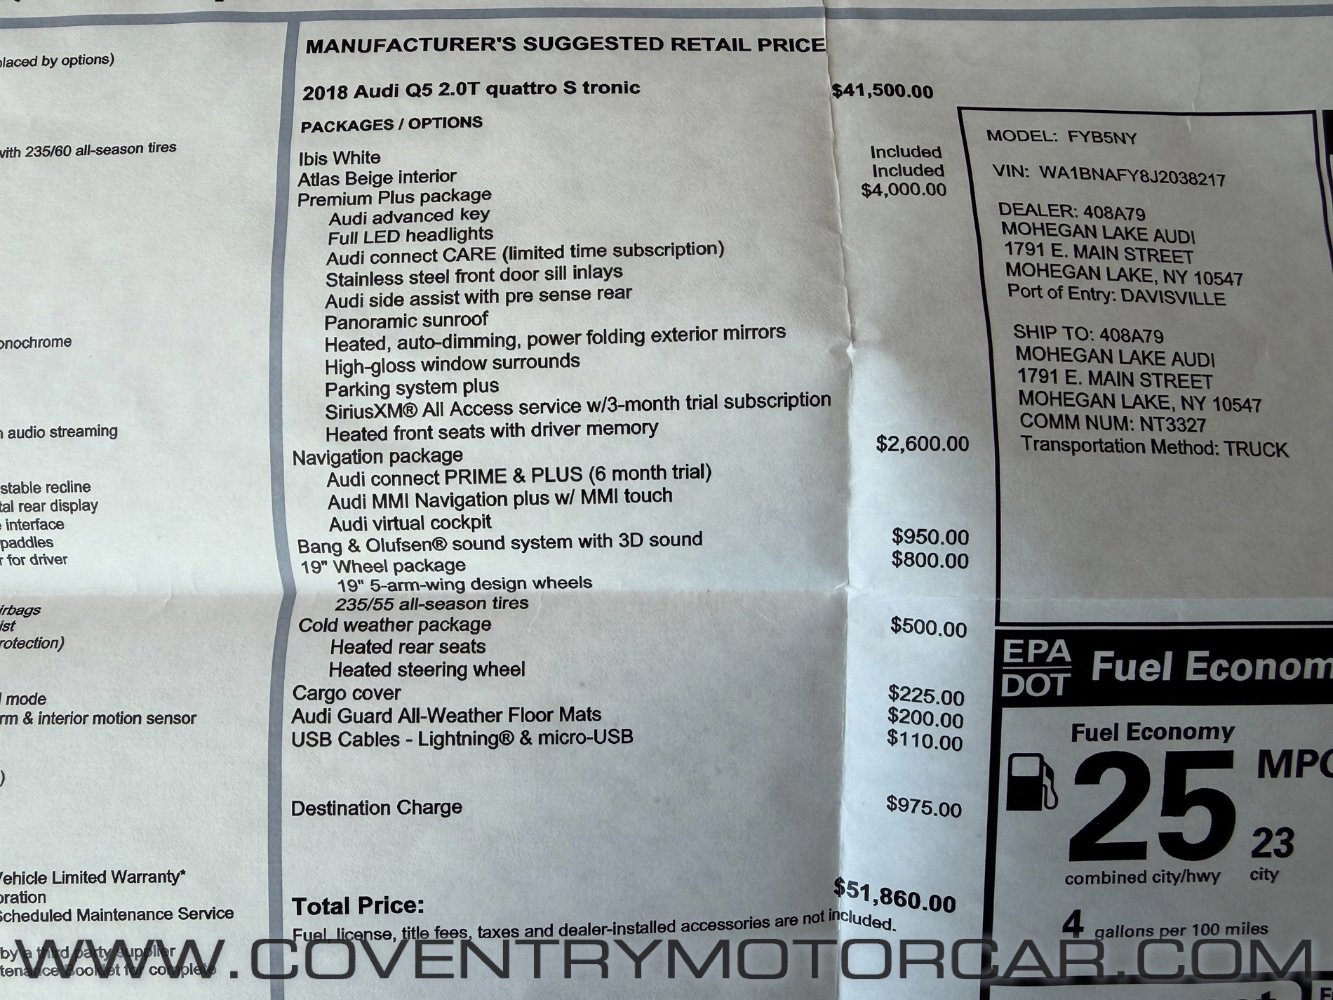 MANUFACTURER'S SUGGESTED RETAIL PRICE
2018 Audi Q5 2.0T quattro S tronic $41,500.00
PACKAGES / OPTIONS
Ibis White Included
Atlas Beige interior Included
Premium Plus package $4,000.00
Audi advanced key
Full LED headlights
Audi connect CARE (limited time subscription)
Stainless steel front door sill inlays
Audi side assist with pre sense rear
Panoramic sunroof
Heated, auto-dimming, power folding exterior mirrors
High-gloss window surrounds
Parking system plus
SiriusXM® All Access service w/3-month trial subscription
Heated front seats with driver memory
Navigation package $2,600.00
Audi connect PRIME & PLUS (6 month trial)
Audi MMI Navigation plus w/ MMI touch
Audi virtual cockpit
Bang & Olufsen® sound system with 3D sound $950.00
19" Wheel package $800.00
19" 5-arm-wing design wheels
235/55 all-season tires
Cold weather package $500.00
Heated rear seats
Heated steering wheel
Cargo cover $225.00
Audi Guard All-Weather Floor Mats $200.00
USB Cables - Lightning® & micro-USB $110.00
Destination Charge $975.00
Total Price: $51,860.00
Fuel, license, title fees, taxes and dealer-installed accessories are not included.
by options)
with 235/60 all-season tires
audio streaming
recline
rear display
interface
paddles
for driver
mode
& interior motion sensor
Vehicle Limited Warranty*
Scheduled Maintenance Service
by a third party supplier
booklet for complete
MODEL: FYB5NY
VIN: WA1BNAFY8J2038217
DEALER: 408A79
MOHEGAN LAKE AUDI
1791 E. MAIN STREET
MOHEGAN LAKE, NY 10547
Port of Entry: DAVISVILLE
SHIP TO: 408A79
MOHEGAN LAKE AUDI
1791 E. MAIN STREET
MOHEGAN LAKE, NY 10547
COMM NUM: NT3327
Transportation Method: TRUCK
EPA
DOT
Fuel Econom
Fuel Economy
25 MPG
23
combined city/hwy city
4 gallons per 100 miles
WWW.COVENTRYMOTORCAR.COM